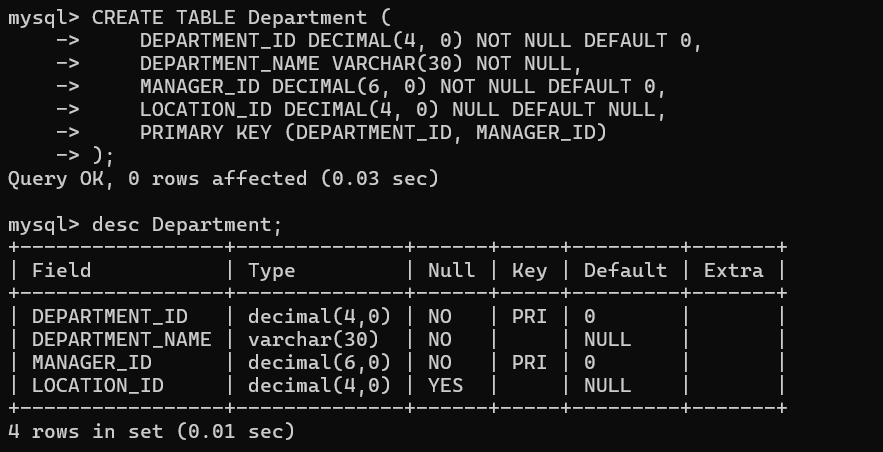 mysql> CREATE TABLE Department (
    ->     DEPARTMENT_ID DECIMAL(4, 0) NOT NULL DEFAULT 0,
    ->     DEPARTMENT_NAME VARCHAR(30) NOT NULL,
    ->     MANAGER_ID DECIMAL(6, 0) NOT NULL DEFAULT 0,
    ->     LOCATION_ID DECIMAL(4, 0) NULL DEFAULT NULL,
    ->     PRIMARY KEY (DEPARTMENT_ID, MANAGER_ID)
    -> );
Query OK, 0 rows affected (0.03 sec)

mysql> desc Department;
+-----------------+--------------+------+-----+---------+-------+
| Field           | Type         | Null | Key | Default | Extra |
+-----------------+--------------+------+-----+---------+-------+
| DEPARTMENT_ID   | decimal(4,0) | NO   | PRI | 0       |       |
| DEPARTMENT_NAME | varchar(30)  | NO   |     | NULL    |       |
| MANAGER_ID      | decimal(6,0) | NO   | PRI | 0       |       |
| LOCATION_ID     | decimal(4,0) | YES  |     | NULL    |       |
+-----------------+--------------+------+-----+---------+-------+
4 rows in set (0.01 sec)